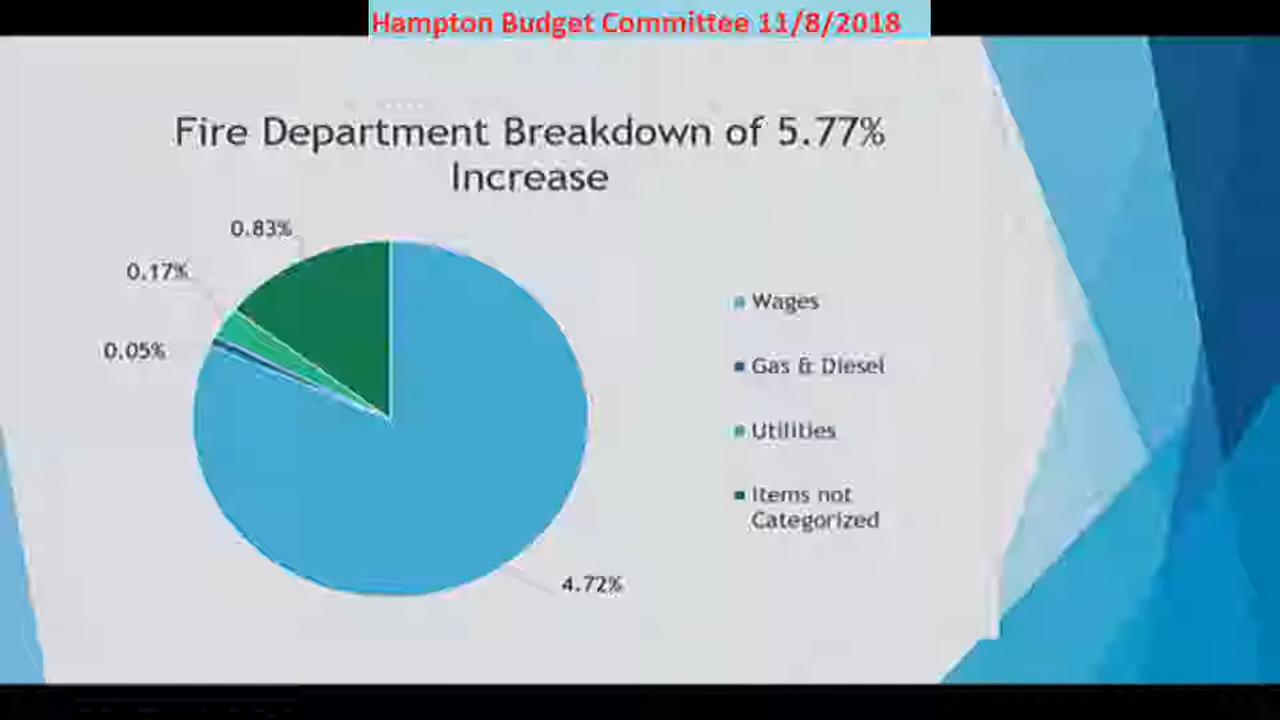 Hampton Budget Committee 11/8/2018
Fire Department Breakdown of 5.77%
Increase
0.83%
0.17%
0.05%
4.72%
Wages
Gas & Diesel
Utilities
Items not
Categorized